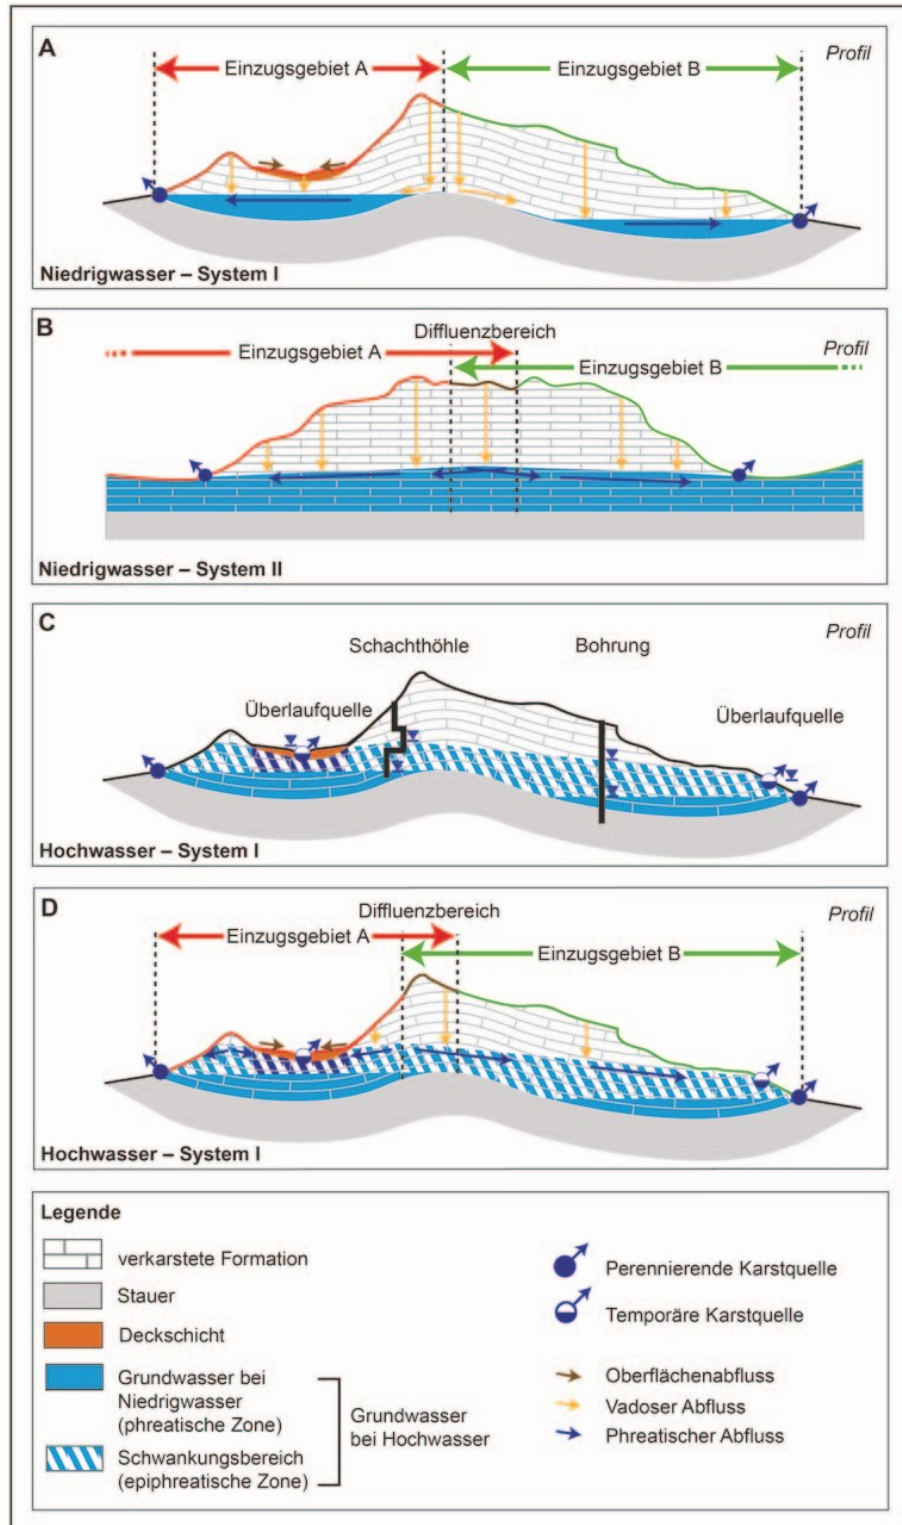 A
Profil
Einzugsgebiet A
Einzugsgebiet B
Niedrigwasser – System I
B
Diffluenzbereich
Profil
Einzugsgebiet A
Einzugsgebiet B
Niedrigwasser – System II
C
Profil
Schachthöhle
Bohrung
Überlaufquelle
Überlaufquelle
Hochwasser – System I
D
Diffluenzbereich
Profil
Einzugsgebiet A
Einzugsgebiet B
Hochwasser – System I
Legende
verkarstete Formation
Stauer
Deckschicht
Grundwasser bei
Niedrigwasser
(phreatische Zone)
Schwankungsbereich
(epiphreatische Zone)
Grundwasser
bei Hochwasser
Perennierende Karstquelle
Temporäre Karstquelle
Oberflächenabfluss
Vadoser Abfluss
Phreatischer Abfluss